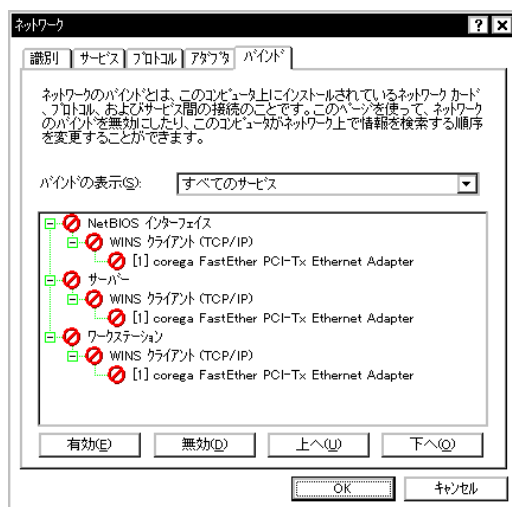 ネットワーク
識別 サービス プロトコル アダプタ バインド
ネットワークのバインドとは、このコンピュータ上にインストールされているネットワーク カード
、プロトコル、およびサービス間の接続のことです。このページを使って、ネットワーク
のバインドを無効にしたり、このコンピュータがネットワーク上で情報を検索する順序
を変更することができます。
バインドの表示(S): すべてのサービス
NetBIOS インターフェイス
WINS クライアント (TCP/IP)
[1] corega FastEther PCI-Tx Ethernet Adapter
サーバー
WINS クライアント (TCP/IP)
[1] corega FastEther PCI-Tx Ethernet Adapter
ワークステーション
WINS クライアント (TCP/IP)
[1] corega FastEther PCI-Tx Ethernet Adapter
有効(E) 無効(D) 上へ(U) 下へ(O)
OK キャンセル